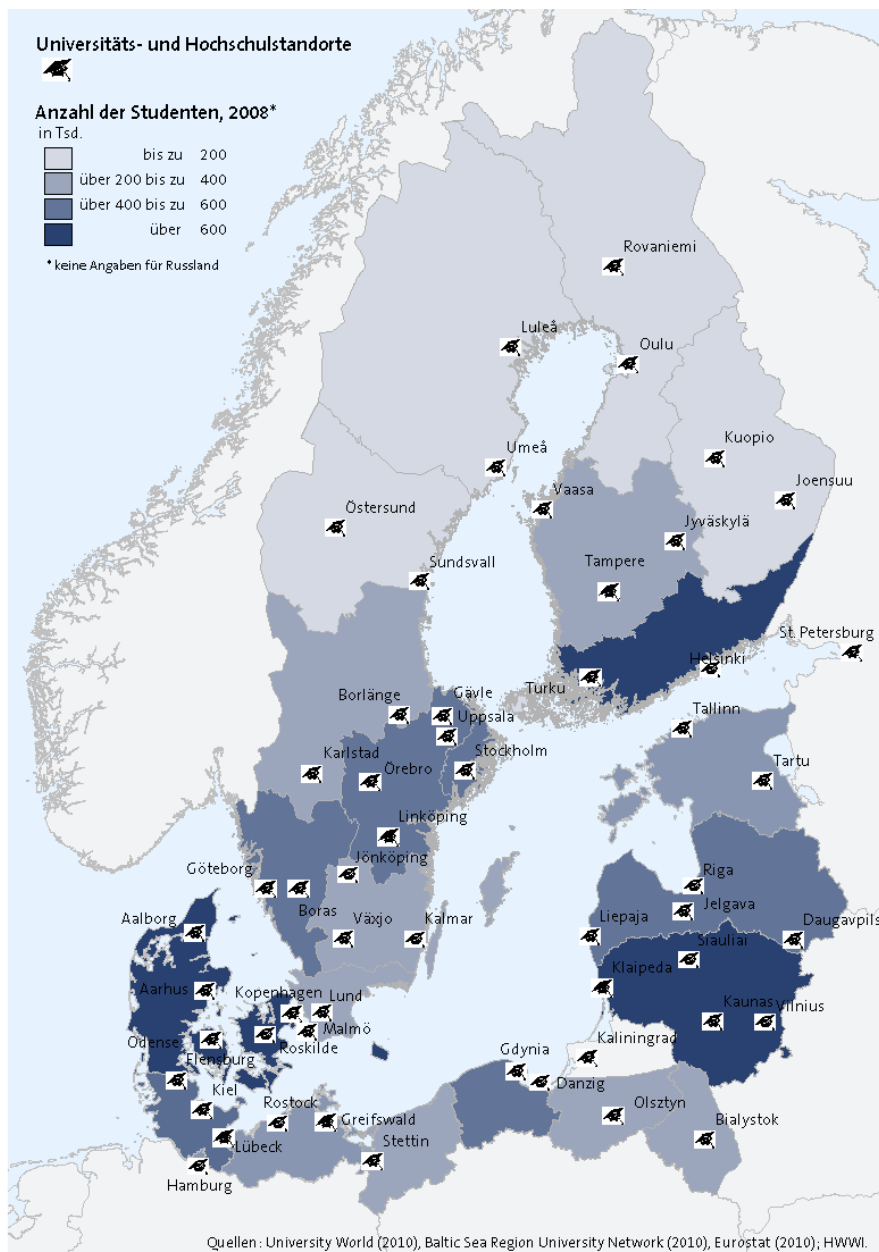 Universitäts- und Hochschulstandorte
Anzahl der Studenten, 2008*
in Tsd.
bis zu 200
über 200 bis zu 400
über 400 bis zu 600
über 600
* keine Angaben für Russland
Rovaniemi
Luleå
Oulu
Kuopio
Umeå
Joensuu
Vaasa
Östersund
Jyväskylä
Sundsvall
Tampere
St. Petersburg
Helsinki
Turku
Gävle
Borlänge
Uppsala
Tallinn
Stockholm
Karlstad
Örebro
Tartu
Linköping
Jönköping
Göteborg
Riga
Boras
Jelgava
Liepaja
Daugavpils
Aalborg
Växjo
Kalmar
Siauliai
Klaipeda
Aarhus
Kopenhagen
Lund
Kaunas
Vilnius
Malmö
Odense
Roskilde
Kaliningrad
Flensburg
Gdynia
Danzig
Kiel
Rostock
Olsztyn
Greifswald
Bialystok
Lübeck
Stettin
Hamburg
Quellen: University World (2010), Baltic Sea Region University Network (2010), Eurostat (2010); HWWI.